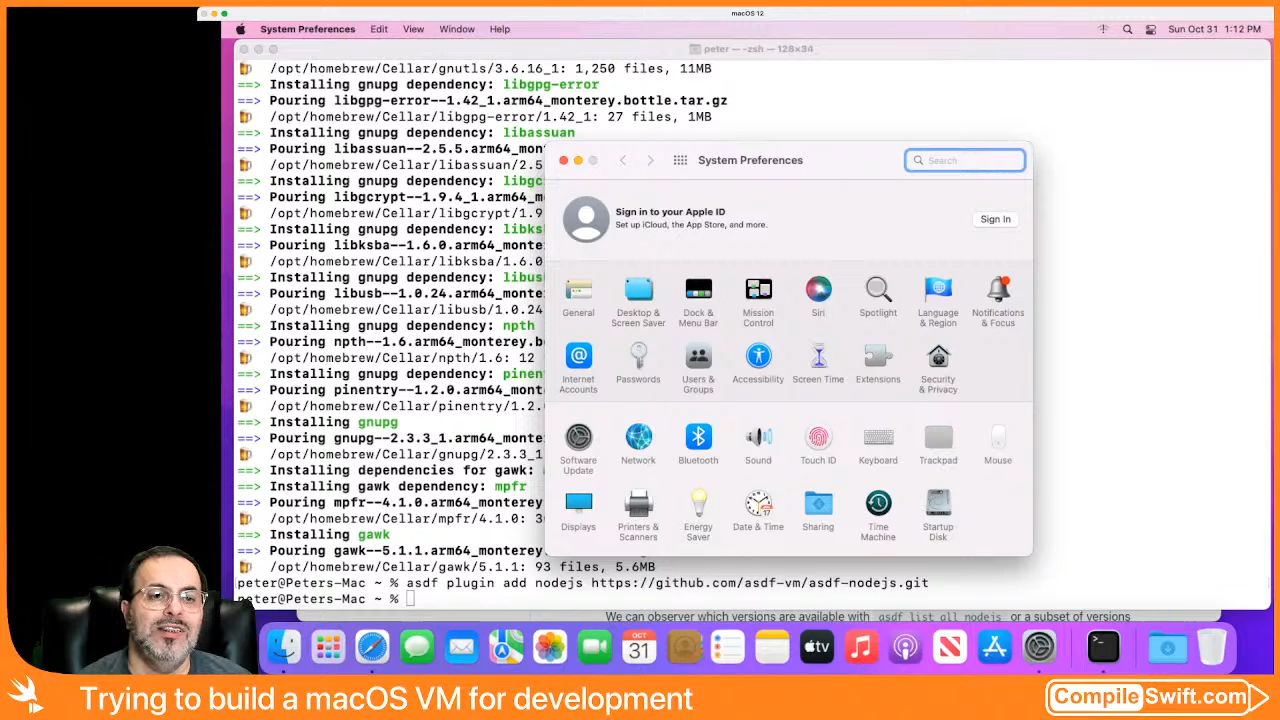 macOS 12
System Preferences Edit View Window Help
Sun Oct 31 1:12 PM
peter — -zsh — 128×34
/opt/homebrew/Cellar/gnutls/3.6.16_1: 1,250 files, 11MB
==> Installing gnupg dependency: libgpg-error
==> Pouring libgpg-error--1.42_1.arm64_monterey.bottle.tar.gz
/opt/homebrew/Cellar/libgpg-error/1.42_1: 27 files, 1MB
==> Installing gnupg dependency: libassuan
==> Pouring libassuan--2.5.5.arm64_mont
/opt/homebrew/Cellar/libassuan/2.5
==> Installing gnupg dependency: libgc
==> Pouring libgcrypt--1.9.4_1.arm64_m
/opt/homebrew/Cellar/libgcrypt/1.9
==> Installing gnupg dependency: libks
==> Pouring libksba--1.6.0.arm64_monte
/opt/homebrew/Cellar/libksba/1.6.0
==> Installing gnupg dependency: libus
==> Pouring libusb--1.0.24.arm64_monte
/opt/homebrew/Cellar/libusb/1.0.24
==> Installing gnupg dependency: npth
==> Pouring npth--1.6.arm64_monterey.b
/opt/homebrew/Cellar/npth/1.6: 12
==> Installing gnupg dependency: pinen
==> Pouring pinentry--1.2.0.arm64_mont
/opt/homebrew/Cellar/pinentry/1.2.
==> Installing gnupg
==> Pouring gnupg--2.3.3_1.arm64_monte
/opt/homebrew/Cellar/gnupg/2.3.3_1
==> Installing dependencies for gawk:
==> Installing gawk dependency: mpfr
==> Pouring mpfr--4.1.0.arm64_monterey
/opt/homebrew/Cellar/mpfr/4.1.0:
==> Installing gawk
==> Pouring gawk--5.1.1.arm64_monterey
/opt/homebrew/Cellar/gawk/5.1.1: 93 files, 5.6MB
peter@Peters-Mac ~ % asdf plugin add nodejs https://github.com/asdf-vm/asdf-nodejs.git
peter@Peters-Mac ~ %
System Preferences
Search
Sign in to your Apple ID
Set up iCloud, the App Store, and more.
Sign In
General
Desktop &
Screen Saver
Dock &
Menu Bar
Mission
Control
Siri
Spotlight
Language
& Region
Notifications
& Focus
Internet
Accounts
Passwords
Users &
Groups
Accessibility
Screen Time
Extensions
Security
& Privacy
Software
Update
Network
Bluetooth
Sound
Touch ID
Keyboard
Trackpad
Mouse
Displays
Printers &
Scanners
Energy
Saver
Date & Time
Sharing
Time
Machine
Startup
Disk
We can observer which versions are available with asdf list all nodejs or a subset of versions
OCT
31
tv
Trying to build a macOS VM for development
CompileSwift.com